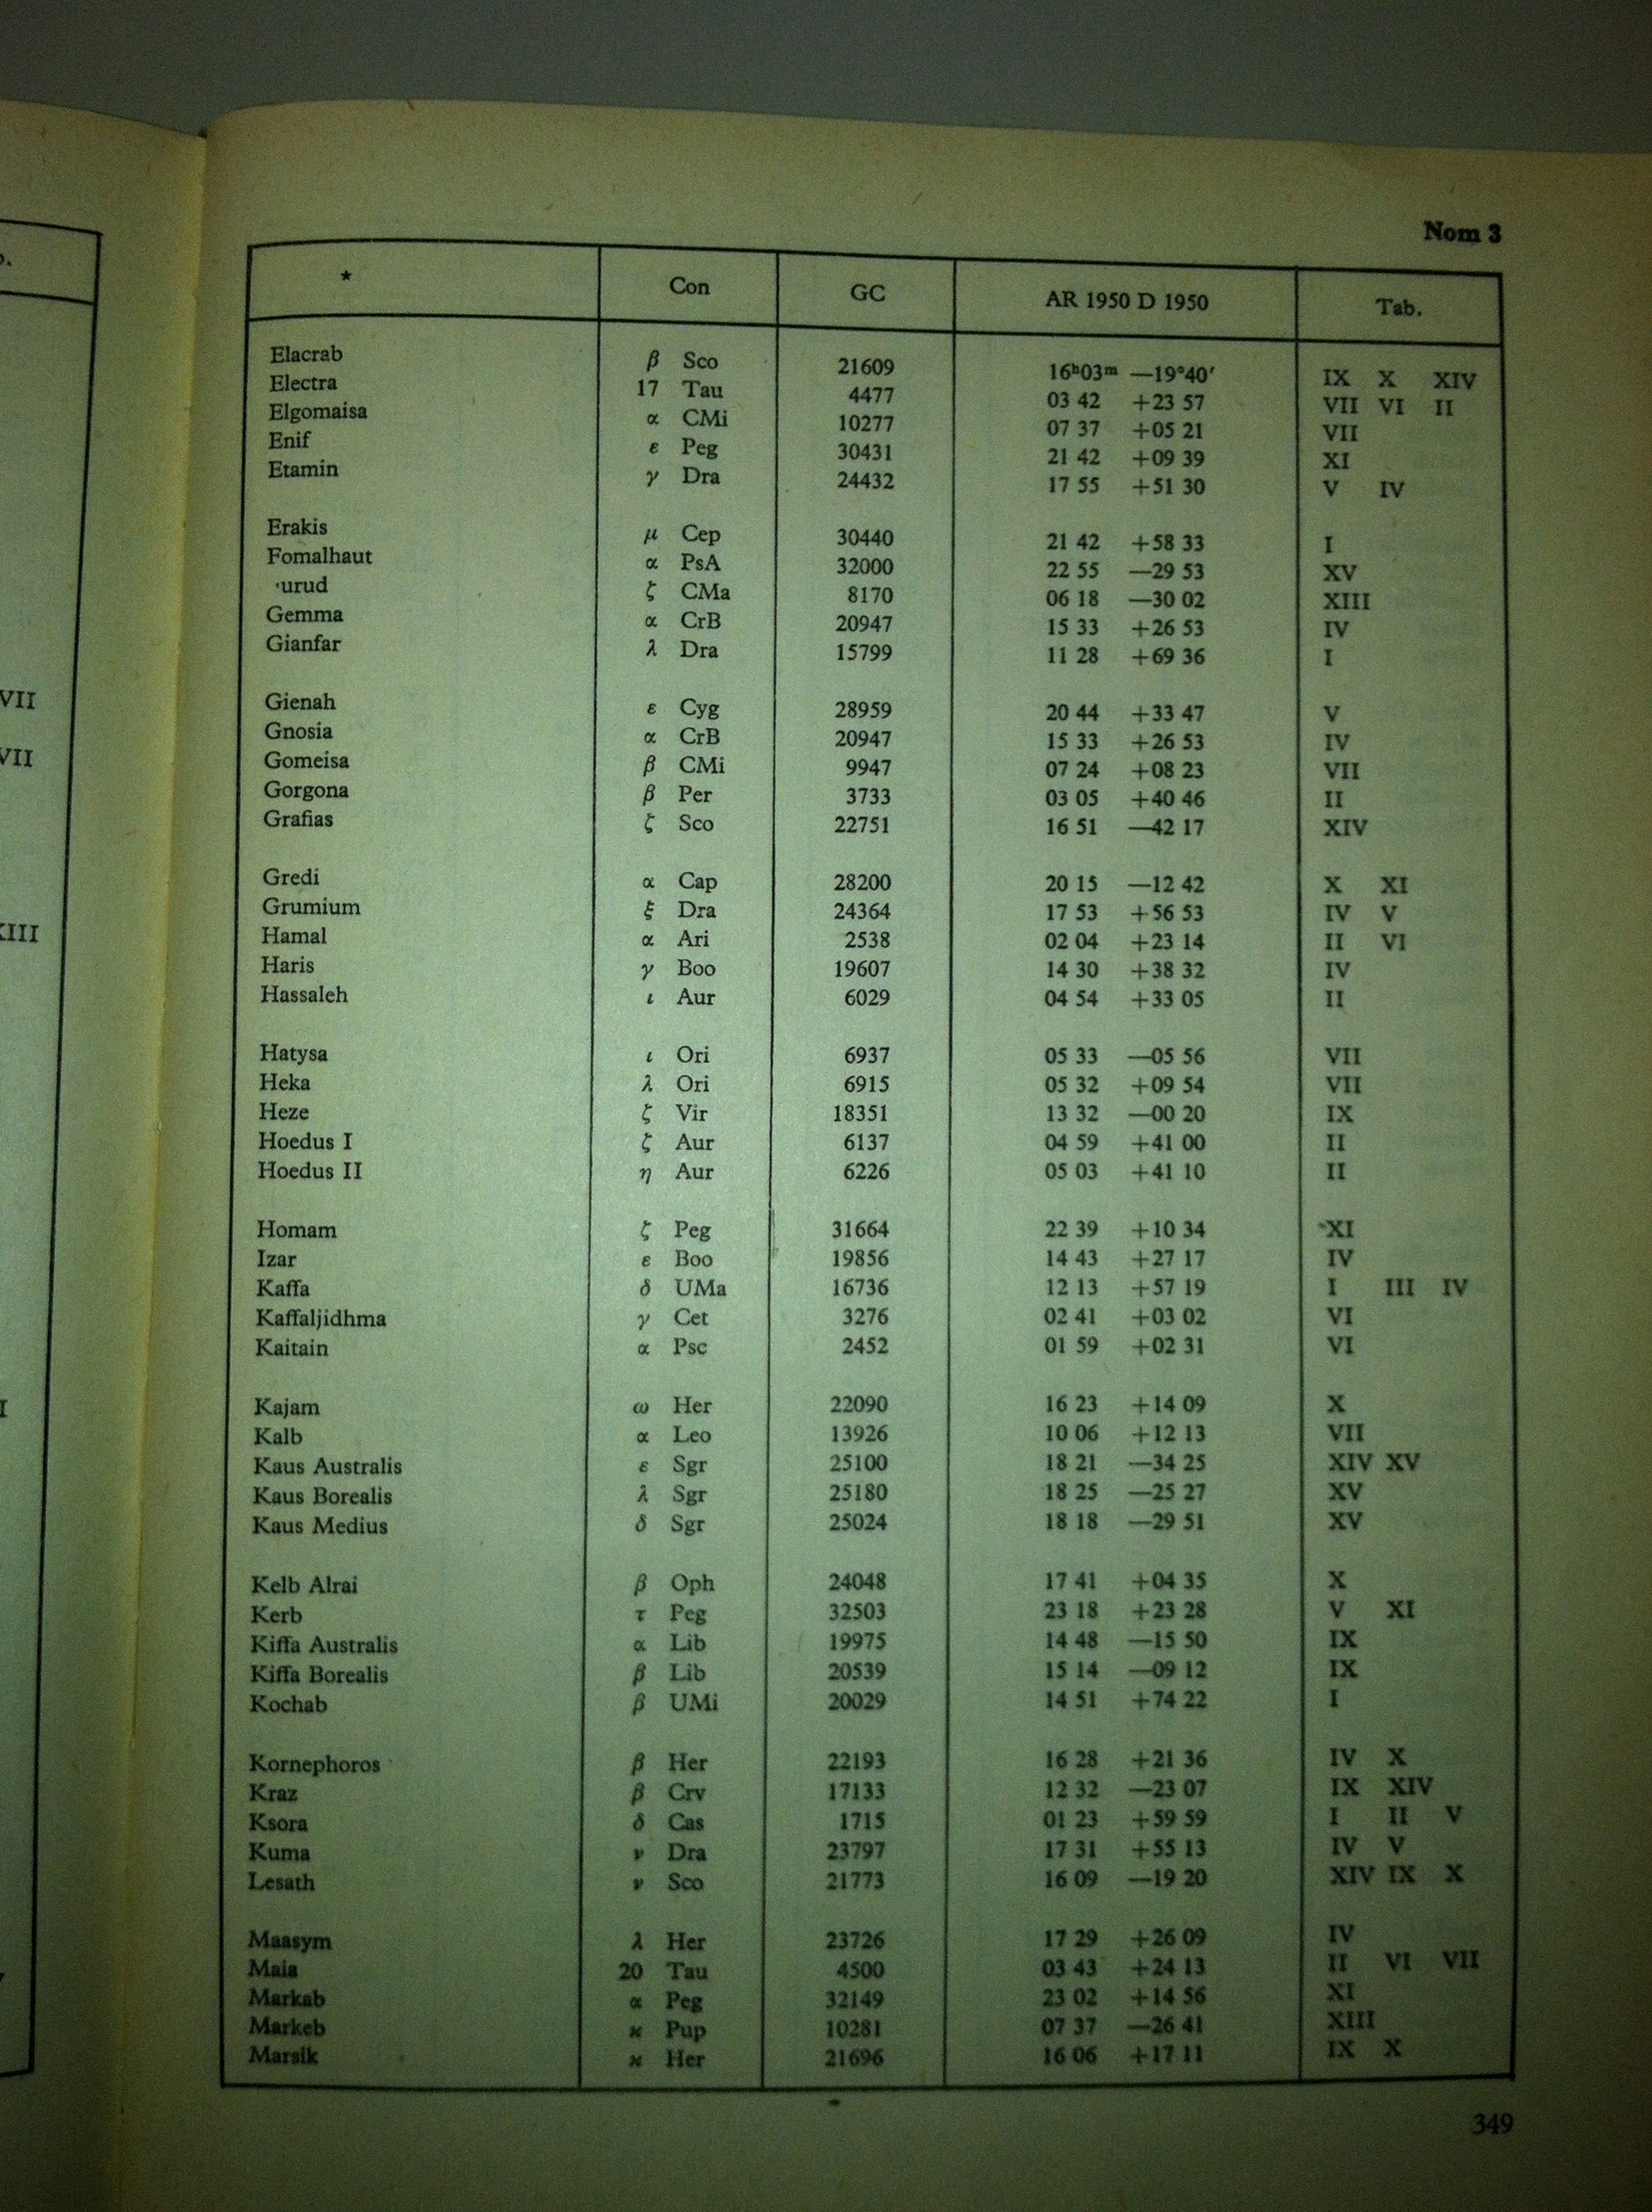 Nom 3
* Con GC AR 1950 D 1950 Tab.
Elacrab β Sco 21609 16ʰ03ᵐ —19°40′ IX X XIV
Electra 17 Tau 4477 03 42 +23 57 VII VI II
Elgomaisa α CMi 10277 07 37 +05 21 VII
Enif ε Peg 30431 21 42 +09 39 XI
Etamin γ Dra 24432 17 55 +51 30 V IV
Erakis μ Cep 30440 21 42 +58 33 I
Fomalhaut α PsA 32000 22 55 —29 53 XV
urud ζ CMa 8170 06 18 —30 02 XIII
Gemma α CrB 20947 15 33 +26 53 IV
Gianfar λ Dra 15799 11 28 +69 36 I
VII
Gienah ε Cyg 28959 20 44 +33 47 V
Gnosia α CrB 20947 15 33 +26 53 IV
VII
Gomeisa β CMi 9947 07 24 +08 23 VII
Gorgona β Per 3733 03 05 +40 46 II
Grafias ζ Sco 22751 16 51 —42 17 XIV
Gredi α Cap 28200 20 15 —12 42 X XI
Grumium ξ Dra 24364 17 53 +56 53 IV V
III
Hamal α Ari 2538 02 04 +23 14 II VI
Haris γ Boo 19607 14 30 +38 32 IV
Hassaleh ι Aur 6029 04 54 +33 05 II
Hatysa ι Ori 6937 05 33 —05 56 VII
Heka λ Ori 6915 05 32 +09 54 VII
Heze ζ Vir 18351 13 32 —00 20 IX
Hoedus I ζ Aur 6137 04 59 +41 00 II
Hoedus II η Aur 6226 05 03 +41 10 II
Homam ζ Peg 31664 22 39 +10 34 XI
Izar ε Boo 19856 14 43 +27 17 IV
Kaffa δ UMa 16736 12 13 +57 19 I III IV
Kaffaljidhma γ Cet 3276 02 41 +03 02 VI
Kaitain α Psc 2452 01 59 +02 31 VI
I
Kajam ω Her 22090 16 23 +14 09 X
Kalb α Leo 13926 10 06 +12 13 VII
Kaus Australis ε Sgr 25100 18 21 —34 25 XIV XV
Kaus Borealis λ Sgr 25180 18 25 —25 27 XV
Kaus Medius δ Sgr 25024 18 18 —29 51 XV
Kelb Alrai β Oph 24048 17 41 +04 35 X
Kerb τ Peg 32503 23 18 +23 28 V XI
Kiffa Australis α Lib 19975 14 48 —15 50 IX
Kiffa Borealis β Lib 20539 15 14 —09 12 IX
Kochab β UMi 20029 14 51 +74 22 I
Kornephoros β Her 22193 16 28 +21 36 IV X
Kraz β Crv 17133 12 32 —23 07 IX XIV
Ksora δ Cas 1715 01 23 +59 59 I II V
Kuma ν Dra 23797 17 31 +55 13 IV V
Lesath ν Sco 21773 16 09 —19 20 XIV IX X
Maasym λ Her 23726 17 29 +26 09 IV
Maia 20 Tau 4500 03 43 +24 13 II VI VII
Markab α Peg 32149 23 02 +14 56 XI
Markeb κ Pup 10281 07 37 —26 41 XIII
Marsik κ Her 21696 16 06 +17 11 IX X
349